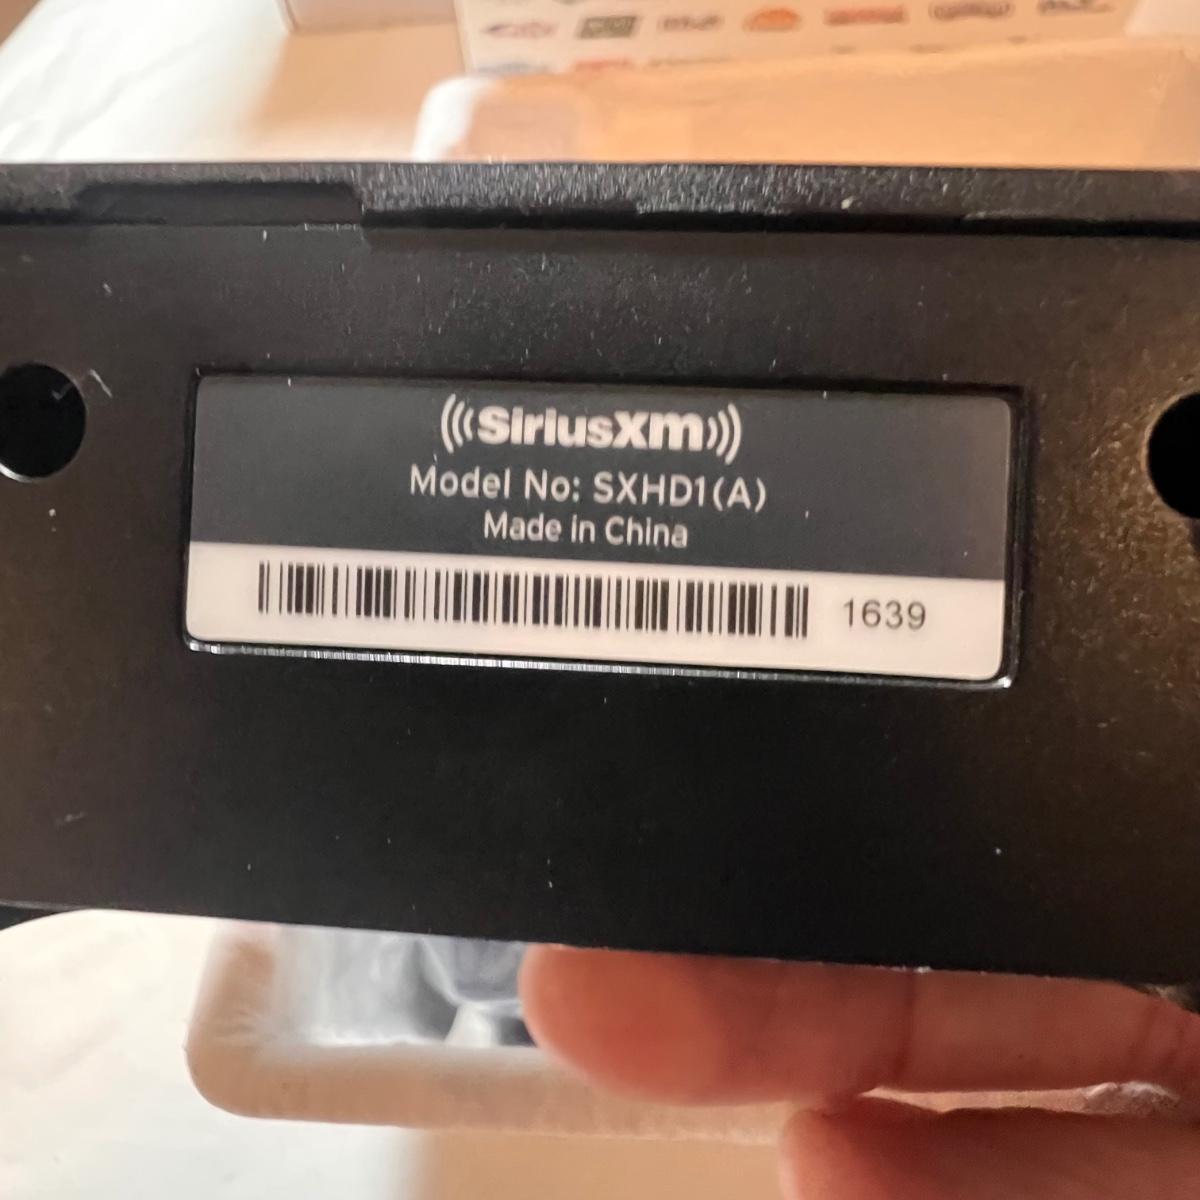 SiriusXM
Model No: SXHD1(A)
Made in China
1639